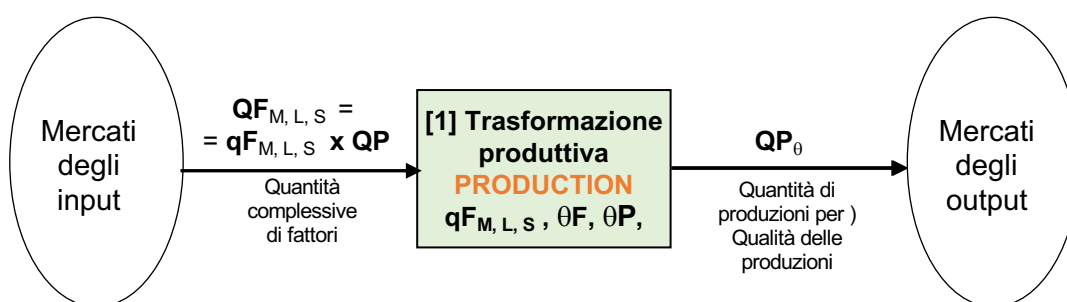 Mercati
degli
input
QF M, L, S =
= qF M, L, S x QP
Quantità
complessive
di fattori
[1] Trasformazione
produttiva
PRODUCTION
qF M, L, S , θF, θP,
QP θ
Quantità di
produzioni per )
Qualità delle
produzioni
Mercati
degli
output